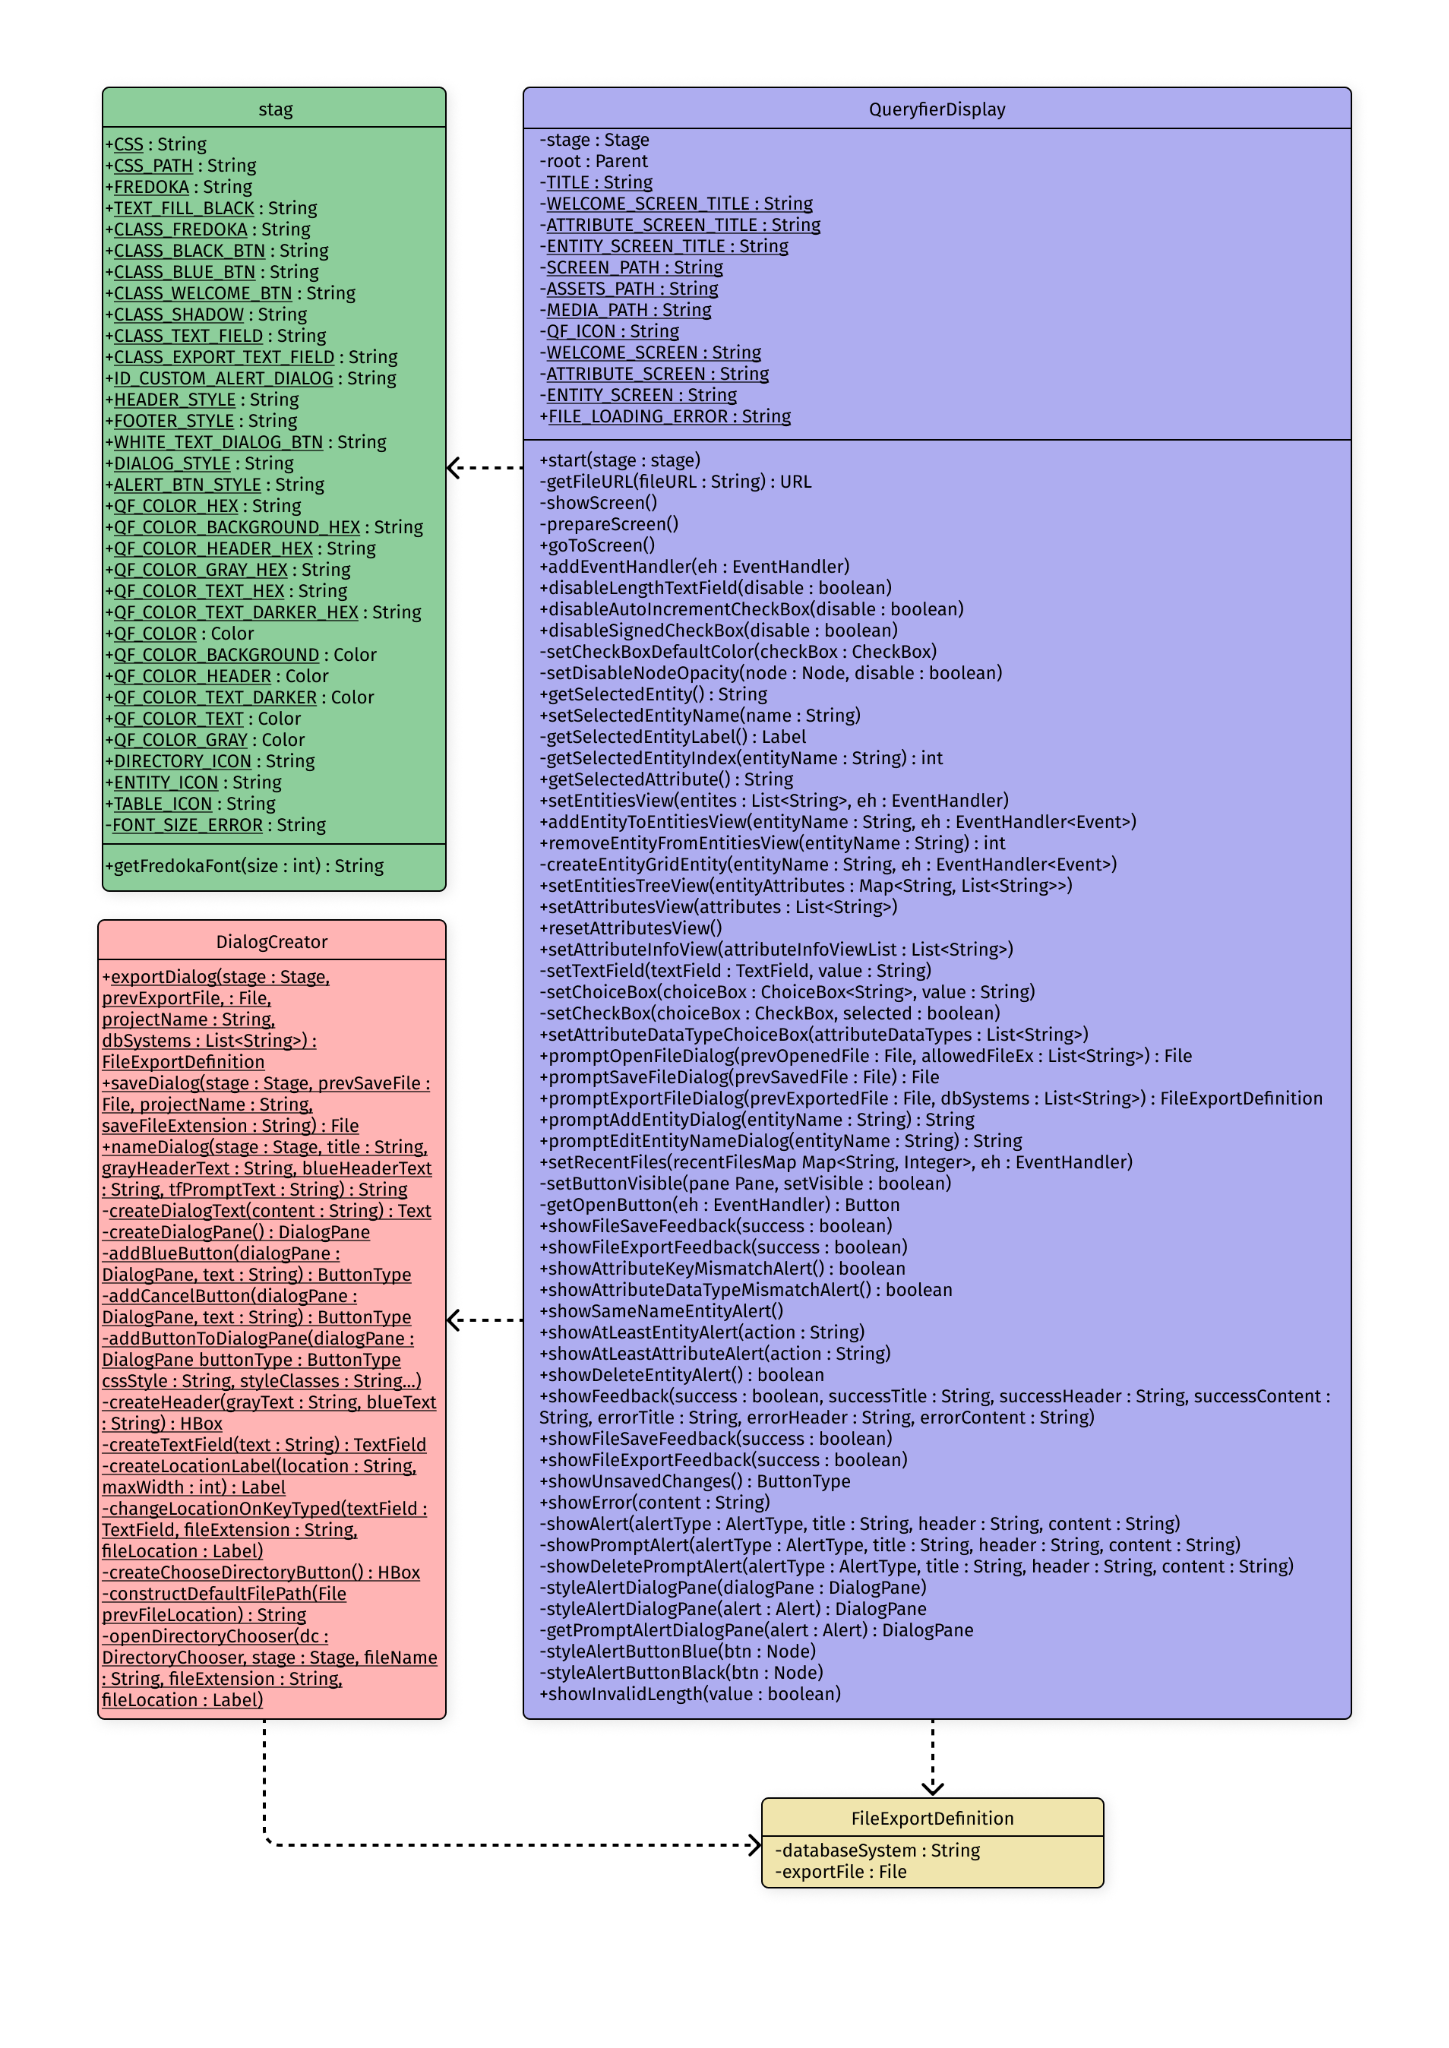 stag
+CSS : String
+CSS_PATH : String
+FREDOKA : String
+TEXT_FILL_BLACK : String
+CLASS_FREDOKA : String
+CLASS_BLACK_BTN : String
+CLASS_BLUE_BTN : String
+CLASS_WELCOME_BTN : String
+CLASS_SHADOW : String
+CLASS_TEXT_FIELD : String
+CLASS_EXPORT_TEXT_FIELD : String
+ID_CUSTOM_ALERT_DIALOG : String
+HEADER_STYLE : String
+FOOTER_STYLE : String
+WHITE_TEXT_DIALOG_BTN : String
+DIALOG_STYLE : String
+ALERT_BTN_STYLE : String
+QF_COLOR_HEX : String
+QF_COLOR_BACKGROUND_HEX : String
+QF_COLOR_HEADER_HEX : String
+QF_COLOR_GRAY_HEX : String
+QF_COLOR_TEXT_HEX : String
+QF_COLOR_TEXT_DARKER_HEX : String
+QF_COLOR : Color
+QF_COLOR_BACKGROUND : Color
+QF_COLOR_HEADER : Color
+QF_COLOR_TEXT_DARKER : Color
+QF_COLOR_TEXT : Color
+QF_COLOR_GRAY : Color
+DIRECTORY_ICON : String
+ENTITY_ICON : String
+TABLE_ICON : String
-FONT_SIZE_ERROR : String
+getFredokaFont(size : int) : String
DialogCreator
+exportDialog(stage : Stage,
prevExportFile, : File,
projectName : String,
dbSystems : List<String>) :
FileExportDefinition
+saveDialog(stage : Stage, prevSaveFile :
File, projectName : String,
saveFileExtension : String) : File
+nameDialog(stage : Stage, title : String,
grayHeaderText : String, blueHeaderText
: String, tfPromptText : String) : String
-createDialogText(content : String) : Text
-createDialogPane() : DialogPane
-addBlueButton(dialogPane :
DialogPane, text : String) : ButtonType
-addCancelButton(dialogPane :
DialogPane, text : String) : ButtonType
-addButtonToDialogPane(dialogPane :
DialogPane buttonType : ButtonType
cssStyle : String, styleClasses : String...)
-createHeader(grayText : String, blueText
: String) : HBox
-createTextField(text : String) : TextField
-createLocationLabel(location : String,
maxWidth : int) : Label
-changeLocationOnKeyTyped(textField :
TextField, fileExtension : String,
fileLocation : Label)
-createChooseDirectoryButton() : HBox
-constructDefaultFilePath(File
prevFileLocation) : String
-openDirectoryChooser(dc :
DirectoryChooser, stage : Stage, fileName
: String, fileExtension : String,
fileLocation : Label)
QueryfierDisplay
-stage : Stage
-root : Parent
-TITLE : String
-WELCOME_SCREEN_TITLE : String
-ATTRIBUTE_SCREEN_TITLE : String
-ENTITY_SCREEN_TITLE : String
-SCREEN_PATH : String
-ASSETS_PATH : String
-MEDIA_PATH : String
-QF_ICON : String
-WELCOME_SCREEN : String
-ATTRIBUTE_SCREEN : String
-ENTITY_SCREEN : String
+FILE_LOADING_ERROR : String
+start(stage : stage)
-getFileURL(fileURL : String) : URL
-showScreen()
-prepareScreen()
+goToScreen()
+addEventHandler(eh : EventHandler)
+disableLengthTextField(disable : boolean)
+disableAutoIncrementCheckBox(disable : boolean)
+disableSignedCheckBox(disable : boolean)
-setCheckBoxDefaultColor(checkBox : CheckBox)
-setDisableNodeOpacity(node : Node, disable : boolean)
+getSelectedEntity() : String
+setSelectedEntityName(name : String)
-getSelectedEntityLabel() : Label
-getSelectedEntityIndex(entityName : String) : int
+getSelectedAttribute() : String
+setEntitiesView(entites : List<String>, eh : EventHandler)
+addEntityToEntitiesView(entityName : String, eh : EventHandler<Event>)
+removeEntityFromEntitiesView(entityName : String) : int
-createEntityGridEntity(entityName : String, eh : EventHandler<Event>)
+setEntitiesTreeView(entityAttributes : Map<String, List<String>>)
+setAttributesView(attributes : List<String>)
+resetAttributesView()
+setAttributeInfoView(attributeInfoViewList : List<String>)
-setTextField(textField : TextField, value : String)
-setChoiceBox(choiceBox : ChoiceBox<String>, value : String)
-setCheckBox(choiceBox : CheckBox, selected : boolean)
+setAttributeDataTypeChoiceBox(attributeDataTypes : List<String>)
+promptOpenFileDialog(prevOpenedFile : File, allowedFileEx : List<String>) : File
+promptSaveFileDialog(prevSavedFile : File) : File
+promptExportFileDialog(prevExportedFile : File, dbSystems : List<String>) : FileExportDefinition
+promptAddEntityDialog(entityName : String) : String
+promptEditEntityNameDialog(entityName : String) : String
+setRecentFiles(recentFilesMap Map<String, Integer>, eh : EventHandler)
-setButtonVisible(pane Pane, setVisible : boolean)
-getOpenButton(eh : EventHandler) : Button
+showFileSaveFeedback(success : boolean)
+showFileExportFeedback(success : boolean)
+showAttributeKeyMismatchAlert() : boolean
+showAttributeDataTypeMismatchAlert() : boolean
+showSameNameEntityAlert()
+showAtLeastEntityAlert(action : String)
+showAtLeastAttributeAlert(action : String)
+showDeleteEntityAlert() : boolean
+showFeedback(success : boolean, successTitle : String, successHeader : String, successContent :
String, errorTitle : String, errorHeader : String, errorContent : String)
+showFileSaveFeedback(success : boolean)
+showFileExportFeedback(success : boolean)
+showUnsavedChanges() : ButtonType
+showError(content : String)
-showAlert(alertType : AlertType, title : String, header : String, content : String)
-showPromptAlert(alertType : AlertType, title : String, header : String, content : String)
-showDeletePromptAlert(alertType : AlertType, title : String, header : String, content : String)
-styleAlertDialogPane(dialogPane : DialogPane)
-styleAlertDialogPane(alert : Alert) : DialogPane
-getPromptAlertDialogPane(alert : Alert) : DialogPane
-styleAlertButtonBlue(btn : Node)
-styleAlertButtonBlack(btn : Node)
+showInvalidLength(value : boolean)
FileExportDefinition
-databaseSystem : String
-exportFile : File